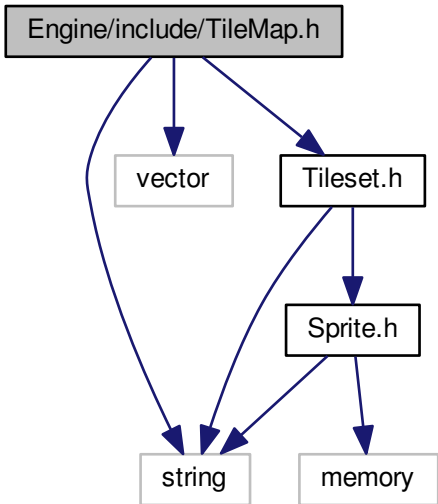 Engine/include/TileMap.h
vector
Tileset.h
Sprite.h
string
memory